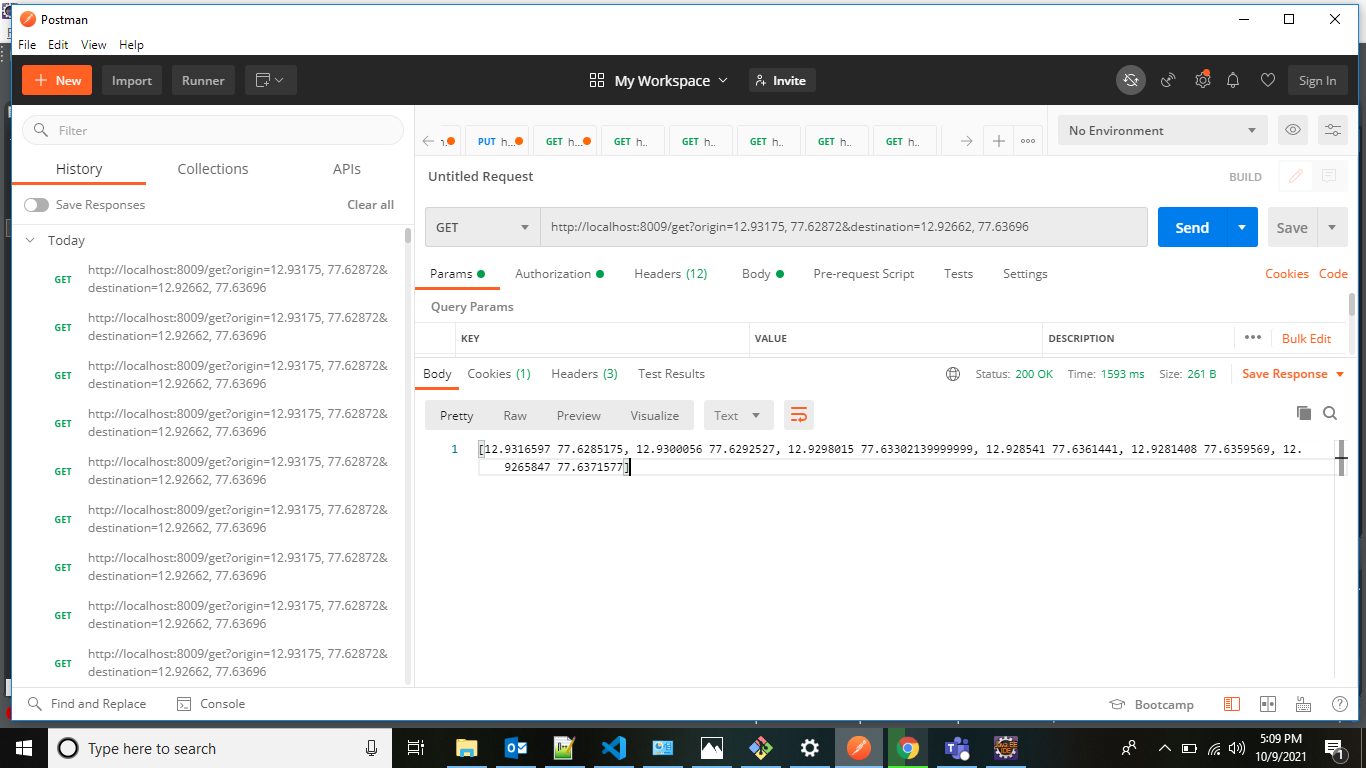 Postman
File Edit View Help
New Import Runner My Workspace Invite Sign In
Filter
History Collections APIs
Save Responses Clear all
Today
GET http://localhost:8009/get?origin=12.93175, 77.62872&
destination=12.92662, 77.63696
GET http://localhost:8009/get?origin=12.93175, 77.62872&
destination=12.92662, 77.63696
GET http://localhost:8009/get?origin=12.93175, 77.62872&
destination=12.92662, 77.63696
GET http://localhost:8009/get?origin=12.93175, 77.62872&
destination=12.92662, 77.63696
GET http://localhost:8009/get?origin=12.93175, 77.62872&
destination=12.92662, 77.63696
GET http://localhost:8009/get?origin=12.93175, 77.62872&
destination=12.92662, 77.63696
GET http://localhost:8009/get?origin=12.93175, 77.62872&
destination=12.92662, 77.63696
GET http://localhost:8009/get?origin=12.93175, 77.62872&
destination=12.92662, 77.63696
GET http://localhost:8009/get?origin=12.93175, 77.62872&
destination=12.92662, 77.63696
PUT h... GET h... GET h.. GET h.. GET h.. GET h.. GET h..
No Environment
Untitled Request BUILD
GET http://localhost:8009/get?origin=12.93175, 77.62872&destination=12.92662, 77.63696 Send Save
Params Authorization Headers (12) Body Pre-request Script Tests Settings Cookies Code
Query Params
KEY VALUE DESCRIPTION ••• Bulk Edit
Body Cookies (1) Headers (3) Test Results Status: 200 OK Time: 1593 ms Size: 261 B Save Response
Pretty Raw Preview Visualize Text
1 [12.9316597 77.6285175, 12.9300056 77.6292527, 12.9298015 77.63302139999999, 12.928541 77.6361441, 12.9281408 77.6359569, 12.
9265847 77.6371577]
Find and Replace Console Bootcamp
Type here to search
5:09 PM
10/9/2021
1